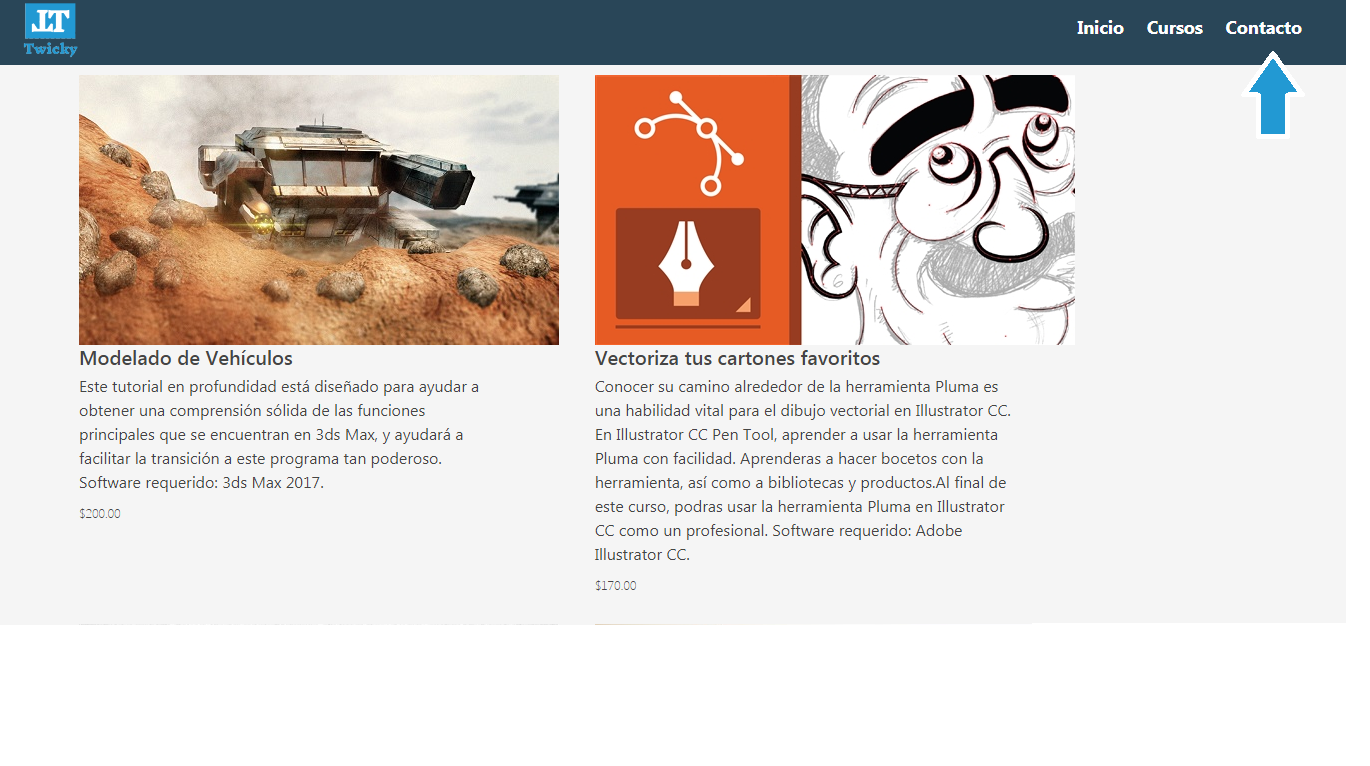 Twicky
Inicio Cursos Contacto
Modelado de Vehículos
Este tutorial en profundidad está diseñado para ayudar a
obtener una comprensión sólida de las funciones
principales que se encuentran en 3ds Max, y ayudará a
facilitar la transición a este programa tan poderoso.
Software requerido: 3ds Max 2017.
$200.00
Vectoriza tus cartones favoritos
Conocer su camino alrededor de la herramienta Pluma es
una habilidad vital para el dibujo vectorial en Illustrator CC.
En Illustrator CC Pen Tool, aprender a usar la herramienta
Pluma con facilidad. Aprenderas a hacer bocetos con la
herramienta, así como a bibliotecas y productos.Al final de
este curso, podras usar la herramienta Pluma en Illustrator
CC como un profesional. Software requerido: Adobe
Illustrator CC.
$170.00